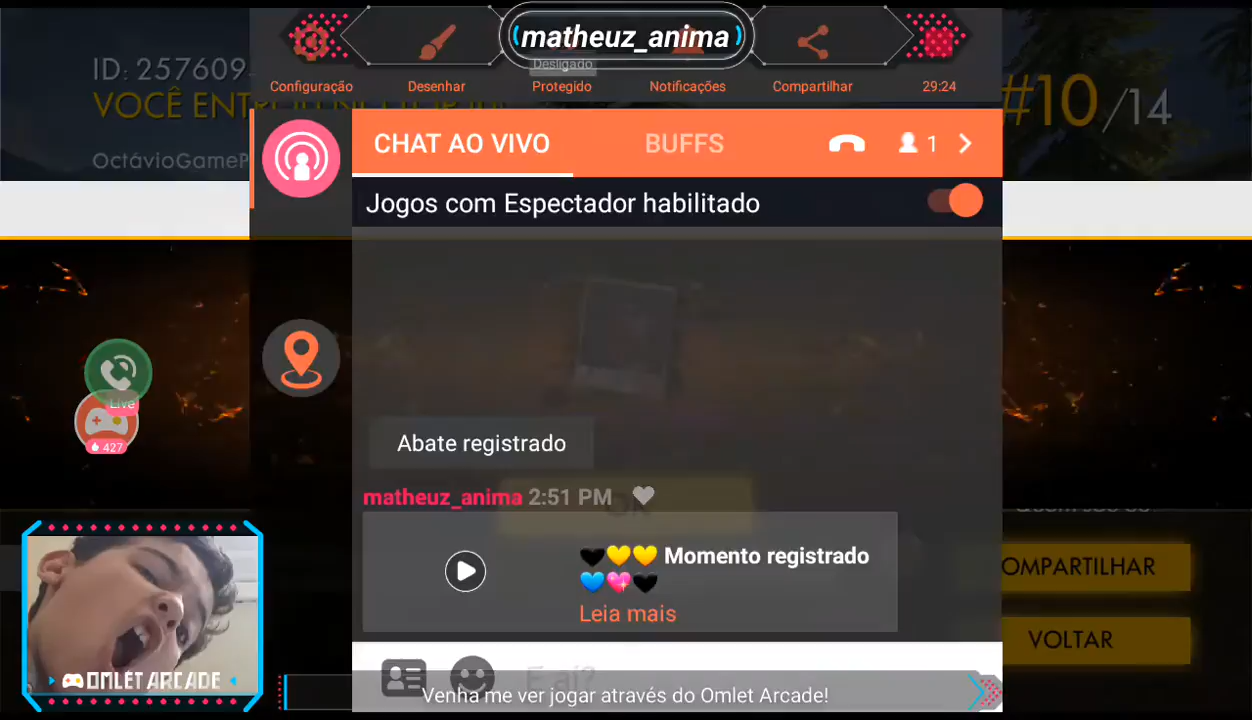 matheuz_anima
Desligado
Configuração
Desenhar
Protegido
Notificações
Compartilhar
29:24
ID: 257609
VOCÊ ENT
#10/14
OctávioGameP
CHAT AO VIVO
BUFFS
1
Jogos com Espectador habilitado
Live
427
Abate registrado
matheuz_anima 2:51 PM
OK
🖤💛💛 Momento registrado
💙💖🖤
Leia mais
OMPARTILHAR
VOLTAR
E aí?
OMLET ARCADE
Venha me ver jogar através do Omlet Arcade!